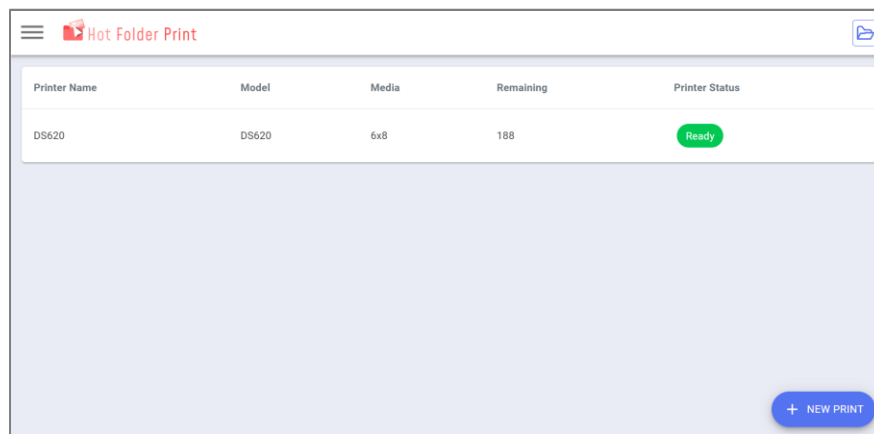 Hot Folder Print
Printer Name Model Media Remaining Printer Status
DS620 DS620 6x8 188 Ready
+ NEW PRINT